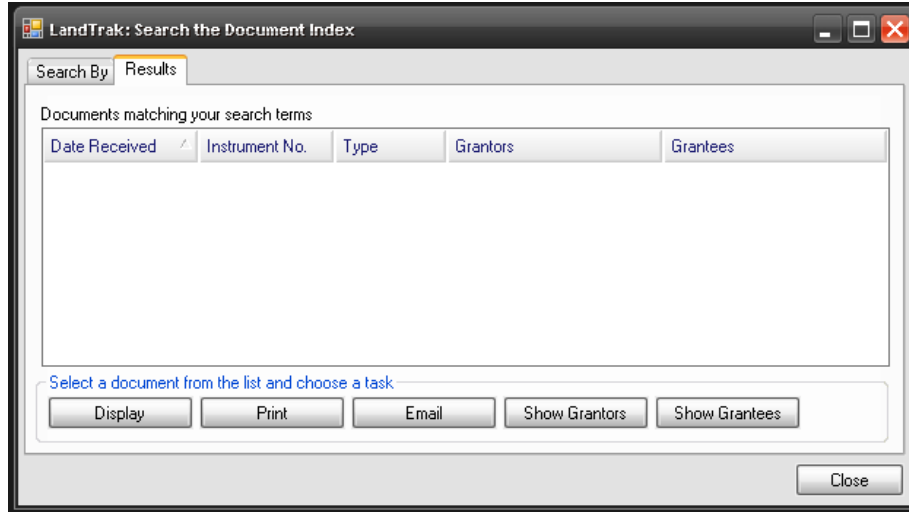 LandTrak: Search the Document Index
Search By Results
Documents matching your search terms
Date Received Instrument No. Type Grantors Grantees
Select a document from the list and choose a task
Display Print Email Show Grantors Show Grantees
Close